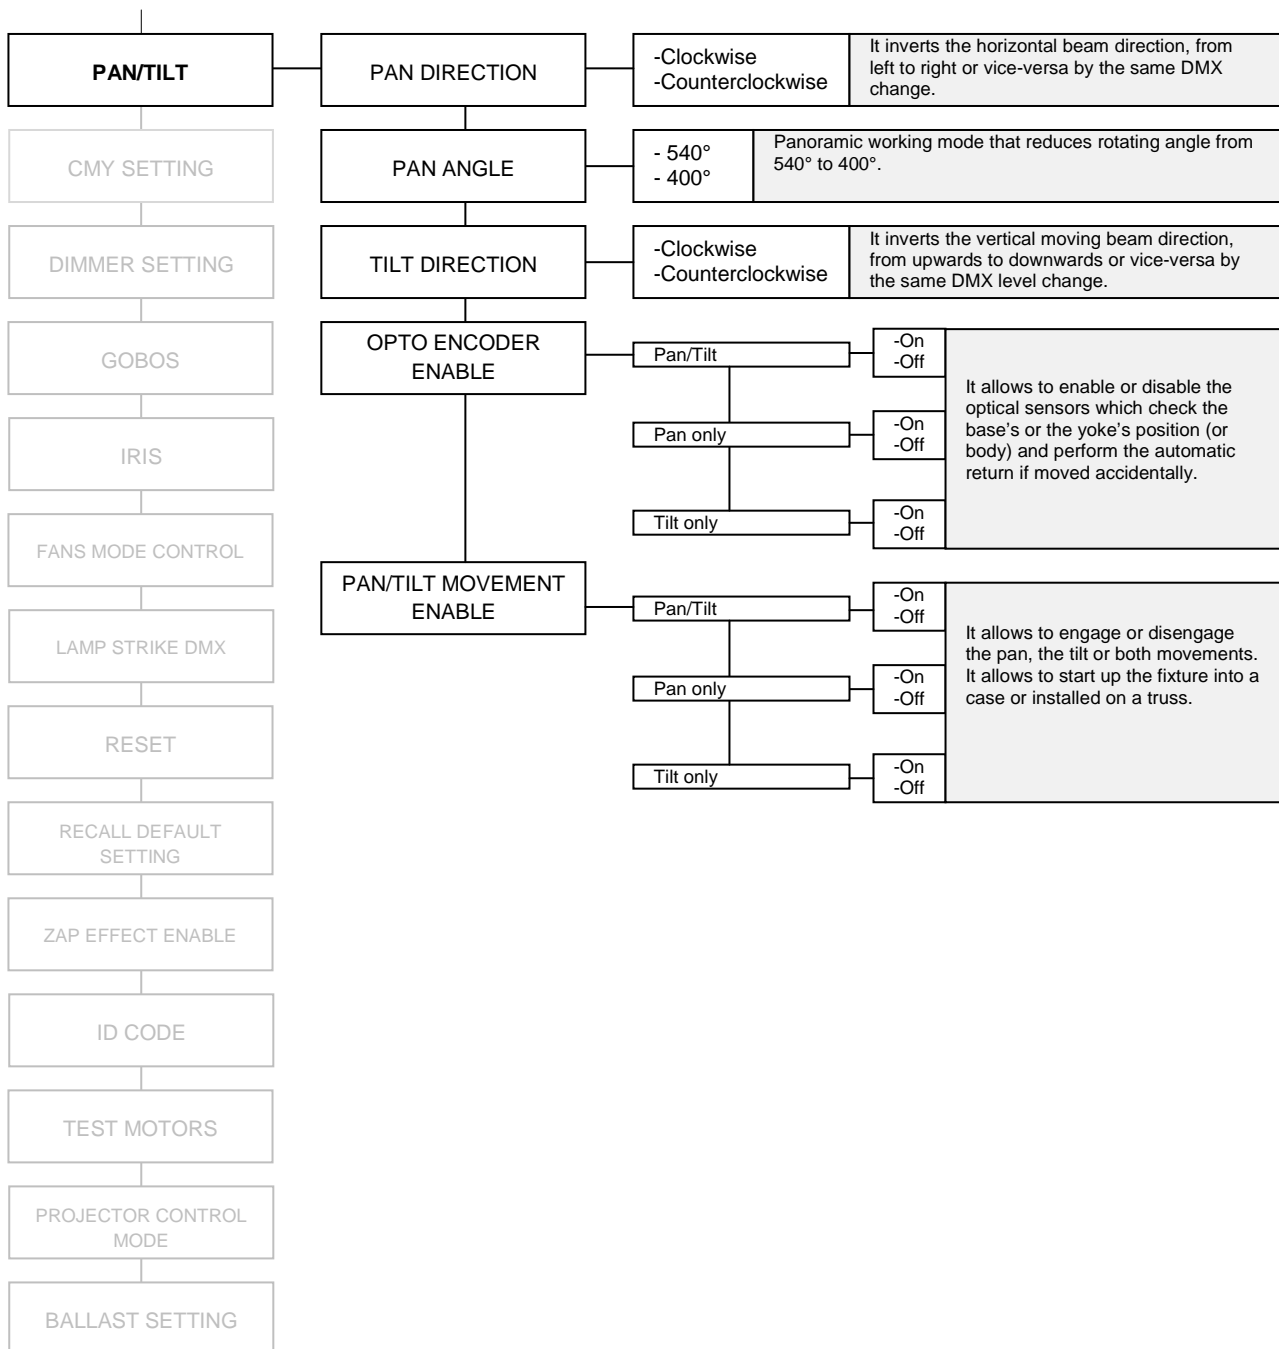 PAN/TILT
PAN DIRECTION
-Clockwise
-Counterclockwise
It inverts the horizontal beam direction, from
left to right or vice-versa by the same DMX
change.
CMY SETTING
PAN ANGLE
- 540°
- 400°
Panoramic working mode that reduces rotating angle from
540° to 400°.
DIMMER SETTING
TILT DIRECTION
-Clockwise
-Counterclockwise
It inverts the vertical moving beam direction,
from upwards to downwards or vice-versa by
the same DMX level change.
GOBOS
OPTO ENCODER
ENABLE
Pan/Tilt
-On
-Off
Pan only
-On
-Off
Tilt only
-On
-Off
It allows to enable or disable the
optical sensors which check the
base's or the yoke's position (or
body) and perform the automatic
return if moved accidentally.
IRIS
FANS MODE CONTROL
PAN/TILT MOVEMENT
ENABLE
Pan/Tilt
-On
-Off
Pan only
-On
-Off
Tilt only
-On
-Off
It allows to engage or disengage
the pan, the tilt or both movements.
It allows to start up the fixture into a
case or installed on a truss.
LAMP STRIKE DMX
RESET
RECALL DEFAULT
SETTING
ZAP EFFECT ENABLE
ID CODE
TEST MOTORS
PROJECTOR CONTROL
MODE
BALLAST SETTING